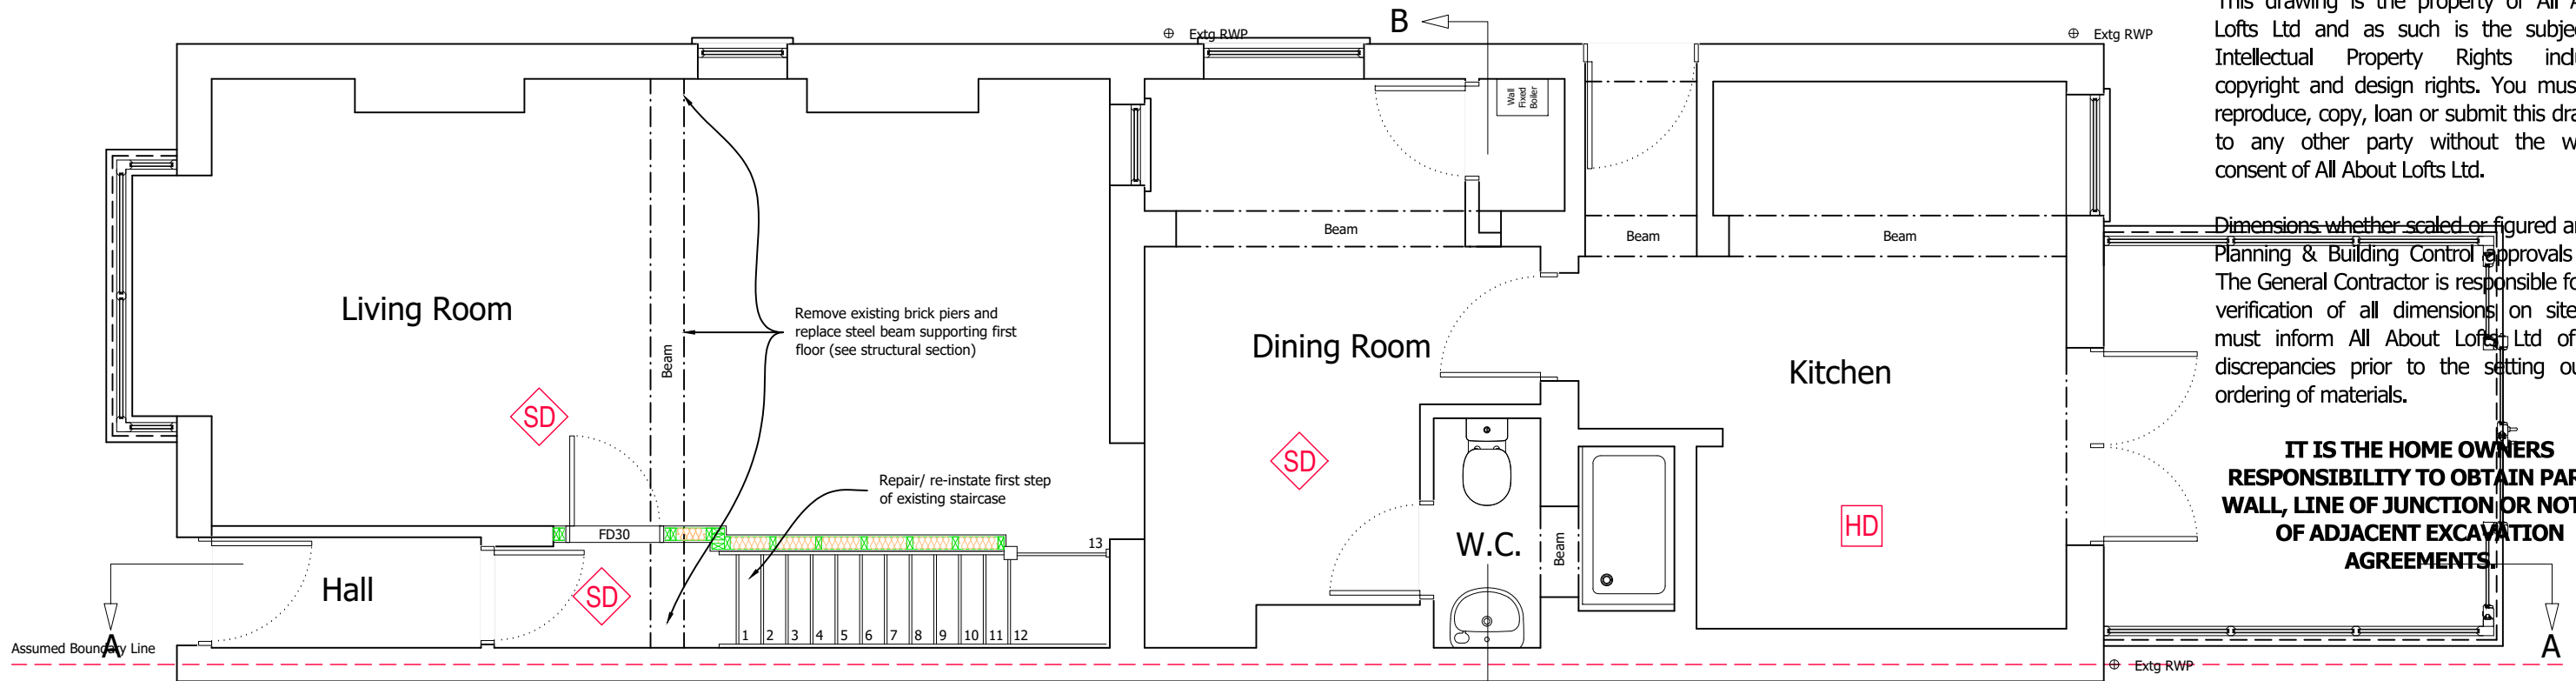 B
Extg RWP
Extg RWP
Wall
Fixed
Boiler
Beam
Beam
Beam
Living Room
Beam
Remove existing brick piers and
replace steel beam supporting first
floor (see structural section)
Dining Room
Kitchen
SD
SD
Repair/ re-instate first step
of existing staircase
FD30
13
HD
W.C.
Beam
Hall
SD
1 2 3 4 5 6 7 8 9 10 11 12
A
Assumed Boundary Line
A
Extg RWP
This drawing is the property of All
Lofts Ltd and as such is the
Intellectual Property Rights
copyright and design rights. You
reproduce, copy, loan or submit this
to any other party without the
consent of All About Lofts Ltd.
Dimensions whether scaled or figured
Planning & Building Control approvals
The General Contractor is responsible
verification of all dimensions on site
must inform All About Lofts Ltd of
discrepancies prior to the setting
ordering of materials.
IT IS THE HOME OWNERS
RESPONSIBILITY TO OBTAIN
WALL, LINE OF JUNCTION OR
OF ADJACENT EXCAVATION
AGREEMENTS.